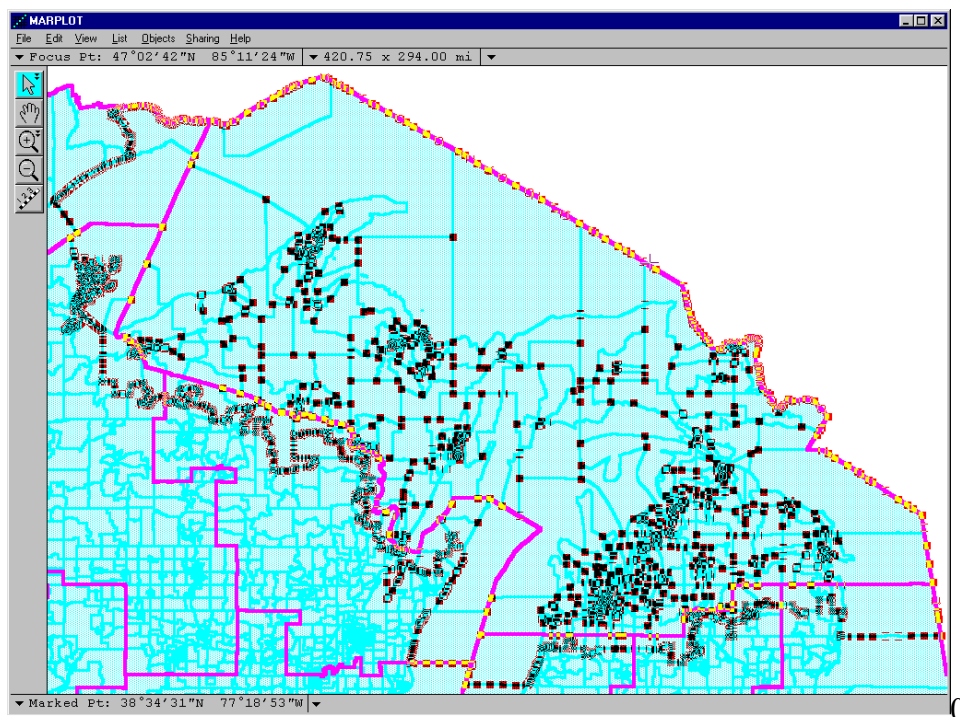 MARPLOT
File Edit View List Objects Sharing Help
Focus Pt: 47°02'42"N 85°11'24"W 420.75 x 294.00 mi
Marked Pt: 38°34'31"N 77°18'53"W